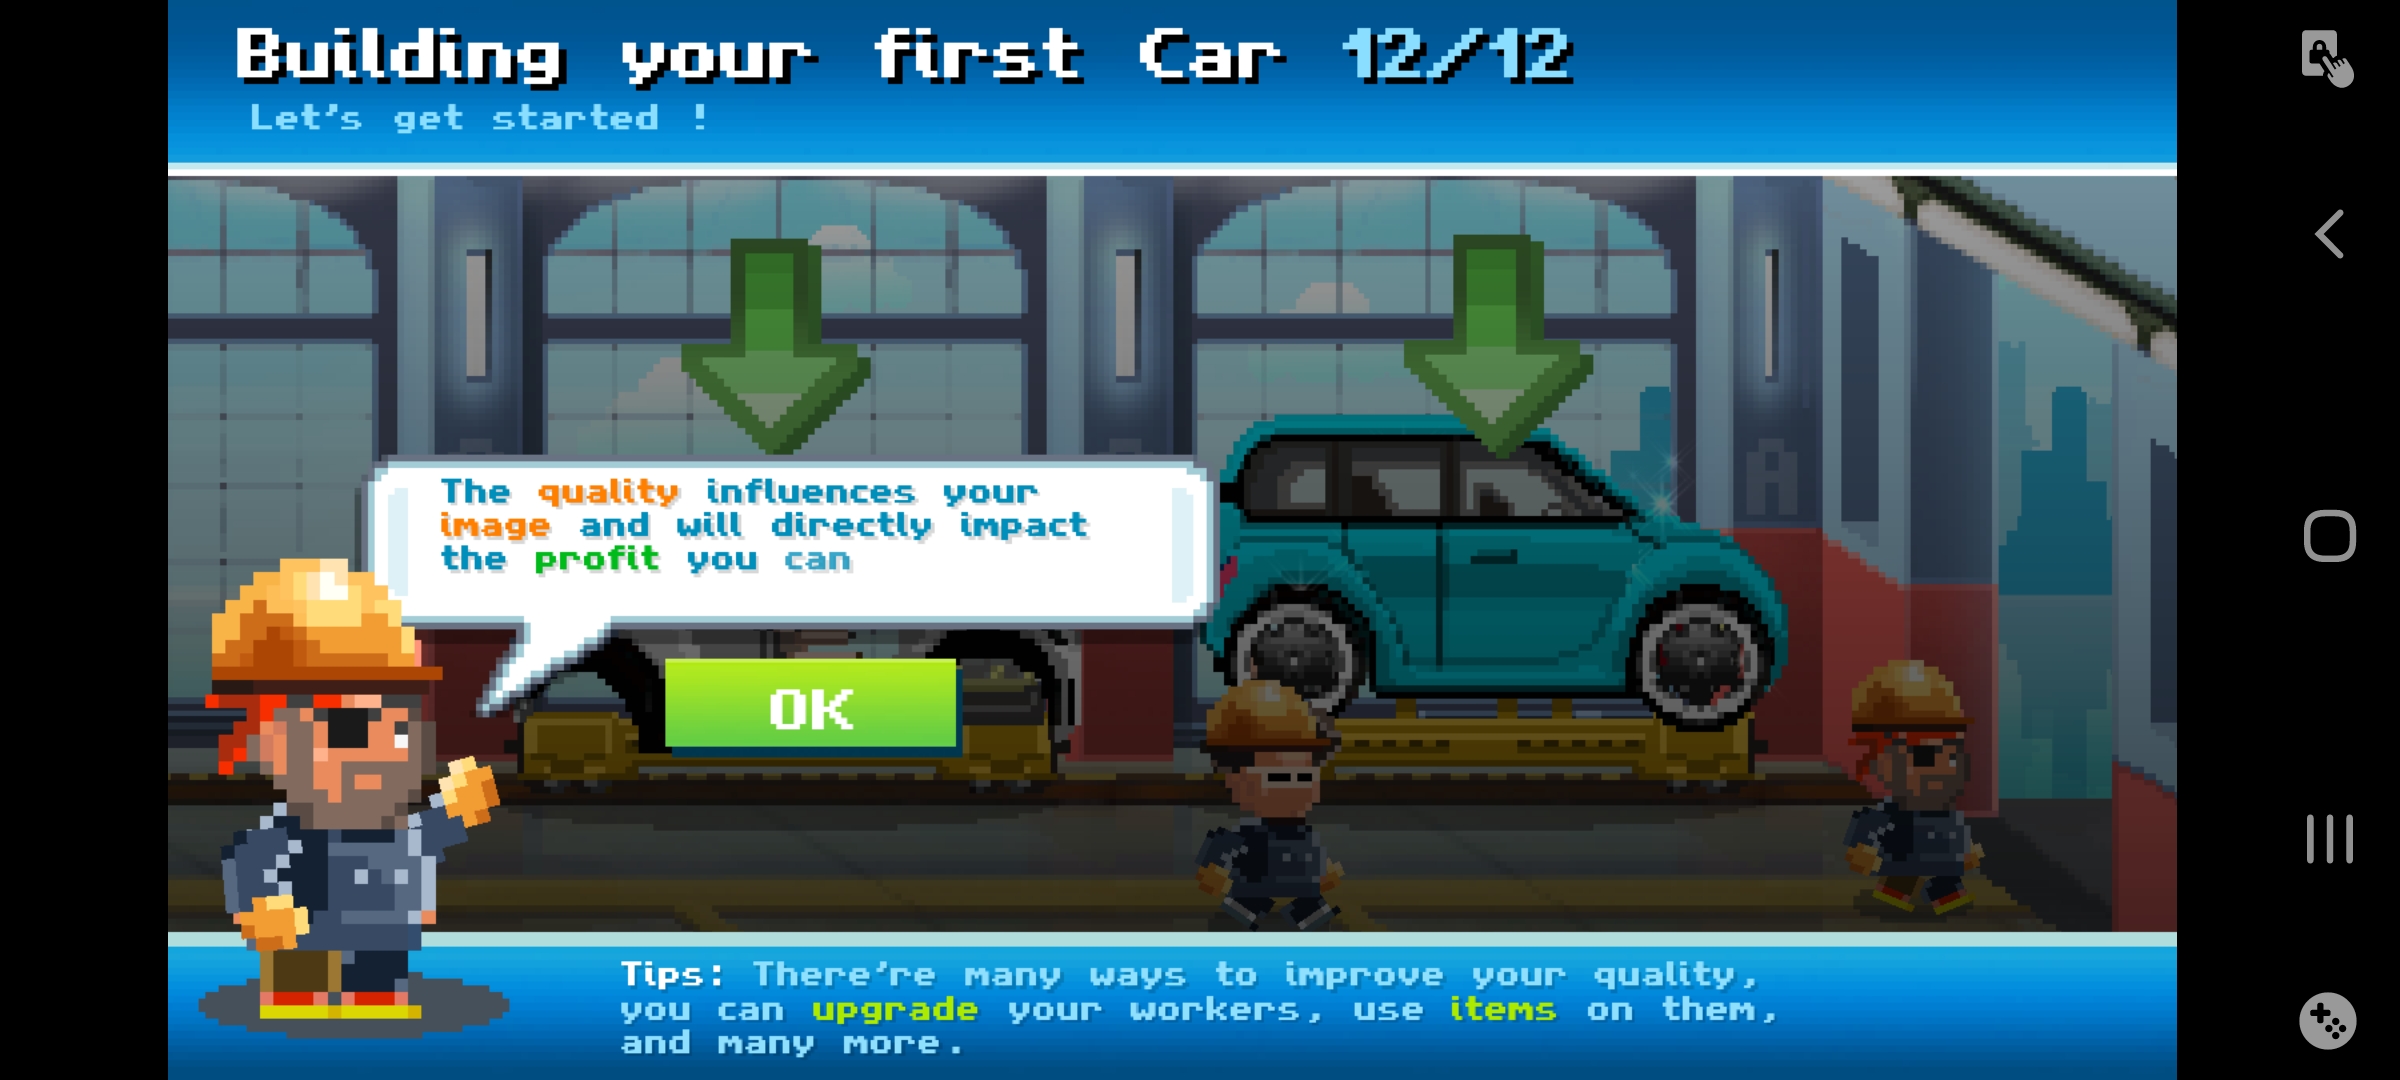 Building your first Car 12/12
Let's get started !
The quality influences your
image and will directly impact
the profit you can
OK
A
Tips: There're many ways to improve your quality,
you can upgrade your workers, use items on them,
and many more.